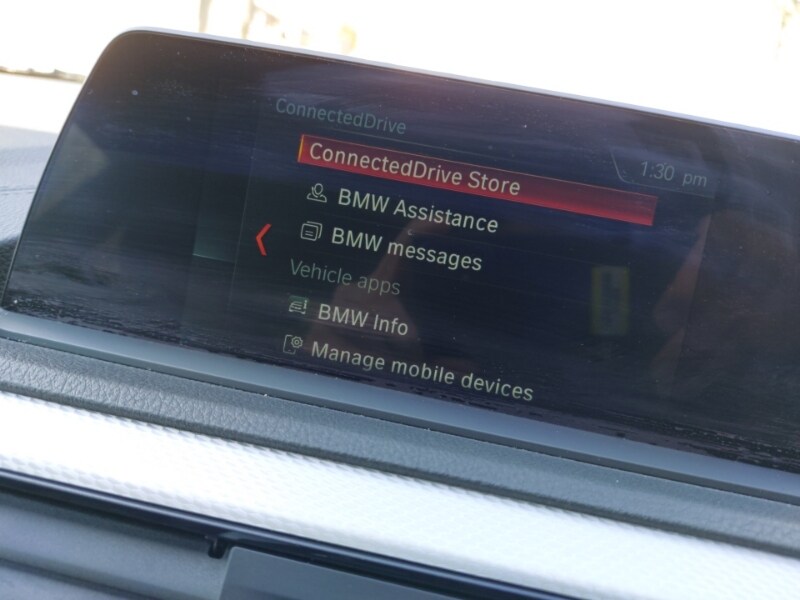 ConnectedDrive
1:30 pm
ConnectedDrive Store
BMW Assistance
BMW messages
Vehicle apps
BMW Info
Manage mobile devices